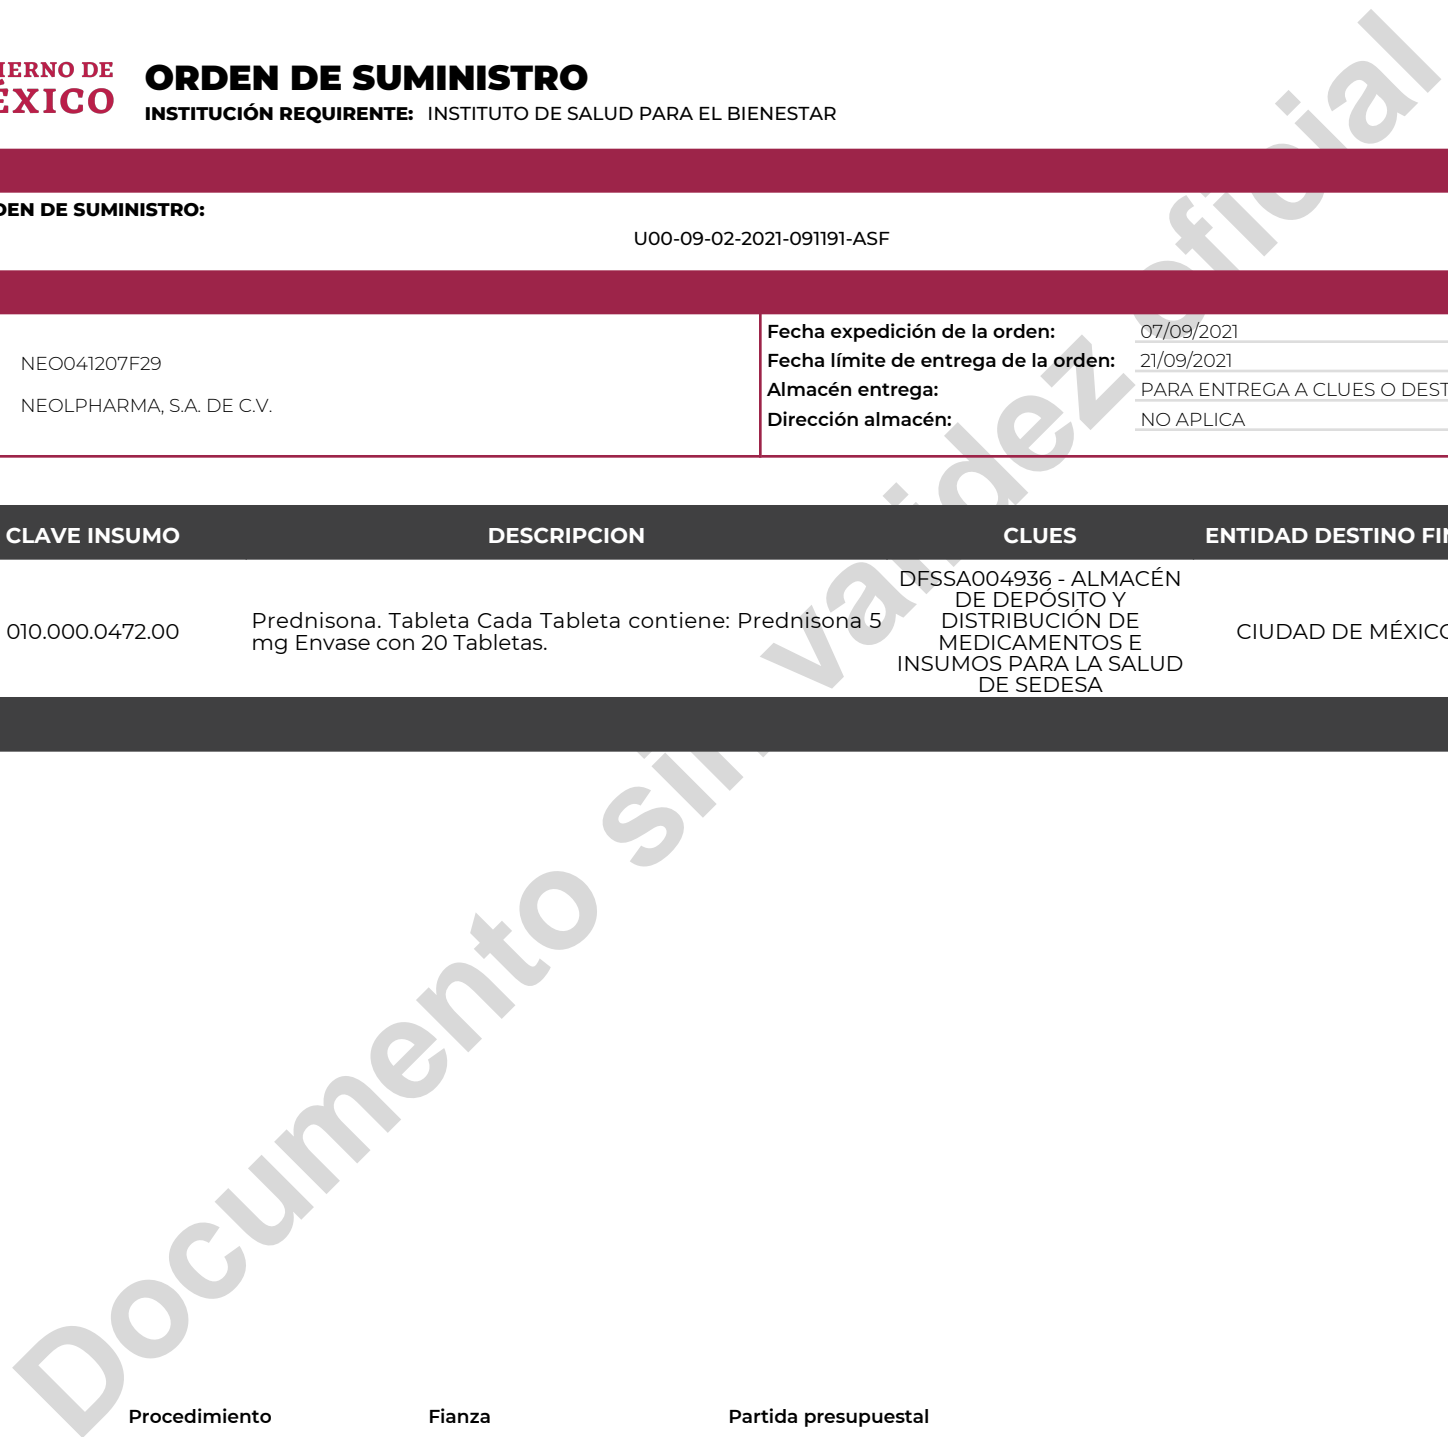 IERNO DE
ÉXICO
ORDEN DE SUMINISTRO
INSTITUCIÓN REQUIRENTE: INSTITUTO DE SALUD PARA EL BIENESTAR
DEN DE SUMINISTRO:
U00-09-02-2021-091191-ASF
NEO041207F29
NEOLPHARMA, S.A. DE C.V.
Fecha expedición de la orden: 07/09/2021
Fecha límite de entrega de la orden: 21/09/2021
Almacén entrega: PARA ENTREGA A CLUES O DEST
Dirección almacén: NO APLICA
CLAVE INSUMO DESCRIPCION CLUES ENTIDAD DESTINO FIN
010.000.0472.00
Prednisona. Tableta Cada Tableta contiene: Prednisona 5
mg Envase con 20 Tabletas.
DFSSA004936 - ALMACÉN
DE DEPÓSITO Y
DISTRIBUCIÓN DE
MEDICAMENTOS E
INSUMOS PARA LA SALUD
DE SEDESA
CIUDAD DE MÉXICO
Documento sin validez oficial
Procedimiento Fianza Partida presupuestal